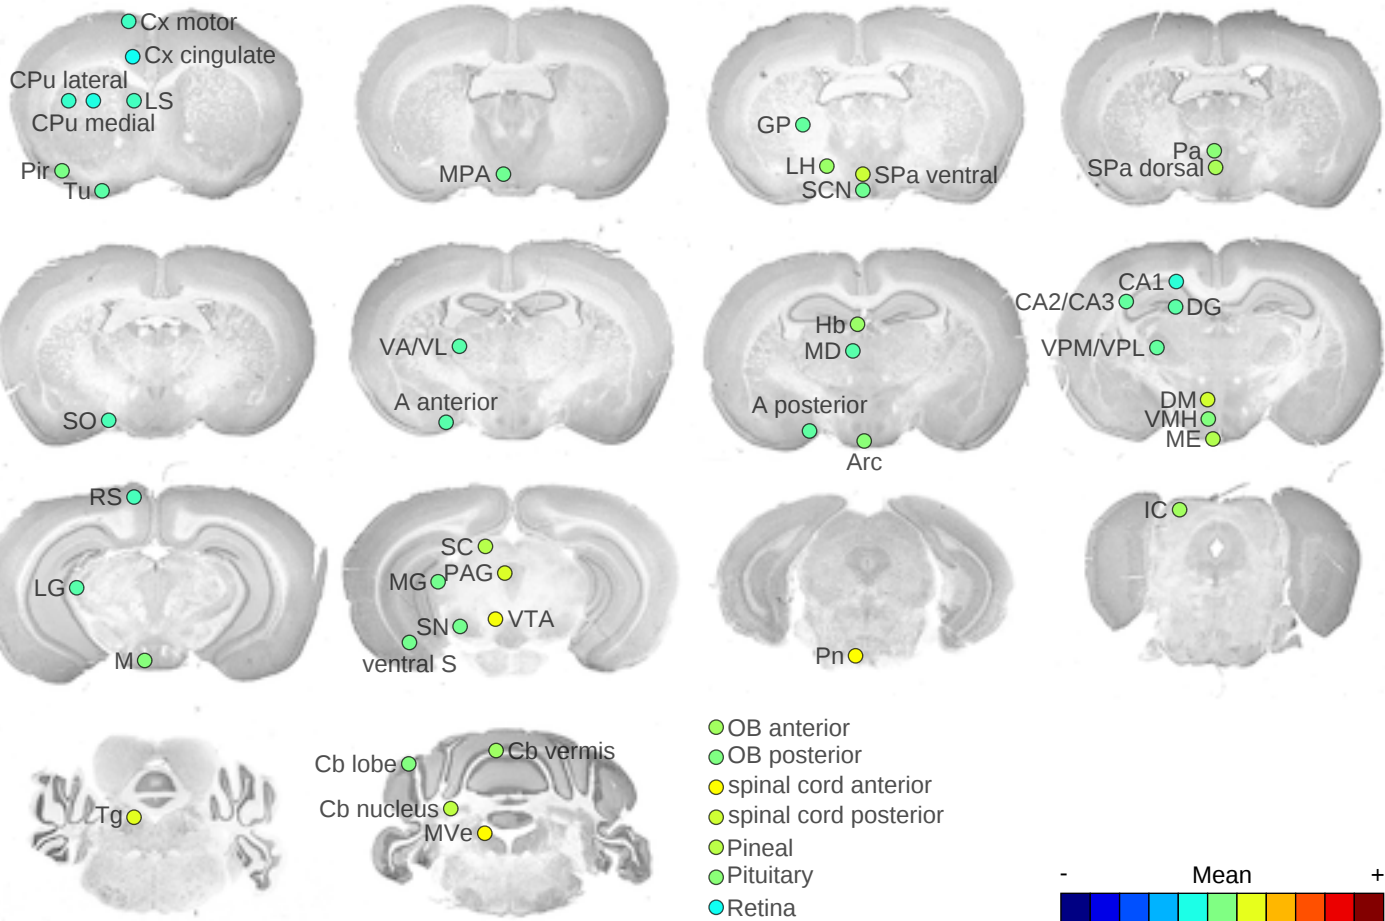 Cx motor
Cx cingulate
CPu lateral
LS
CPu medial
Pir
Tu
MPA
GP
LH
SPa ventral
SCN
Pa
SPa dorsal
SO
VA/VL
A anterior
Hb
MD
A posterior
Arc
CA1
CA2/CA3
DG
VPM/VPL
DM
VMH
ME
RS
LG
M
SC
PAG
MG
VTA
SN
ventral S
Pn
IC
Tg
Cb vermis
Cb lobe
Cb nucleus
MVe
OB anterior
OB posterior
spinal cord anterior
spinal cord posterior
Pineal
Pituitary
Retina
- Mean +